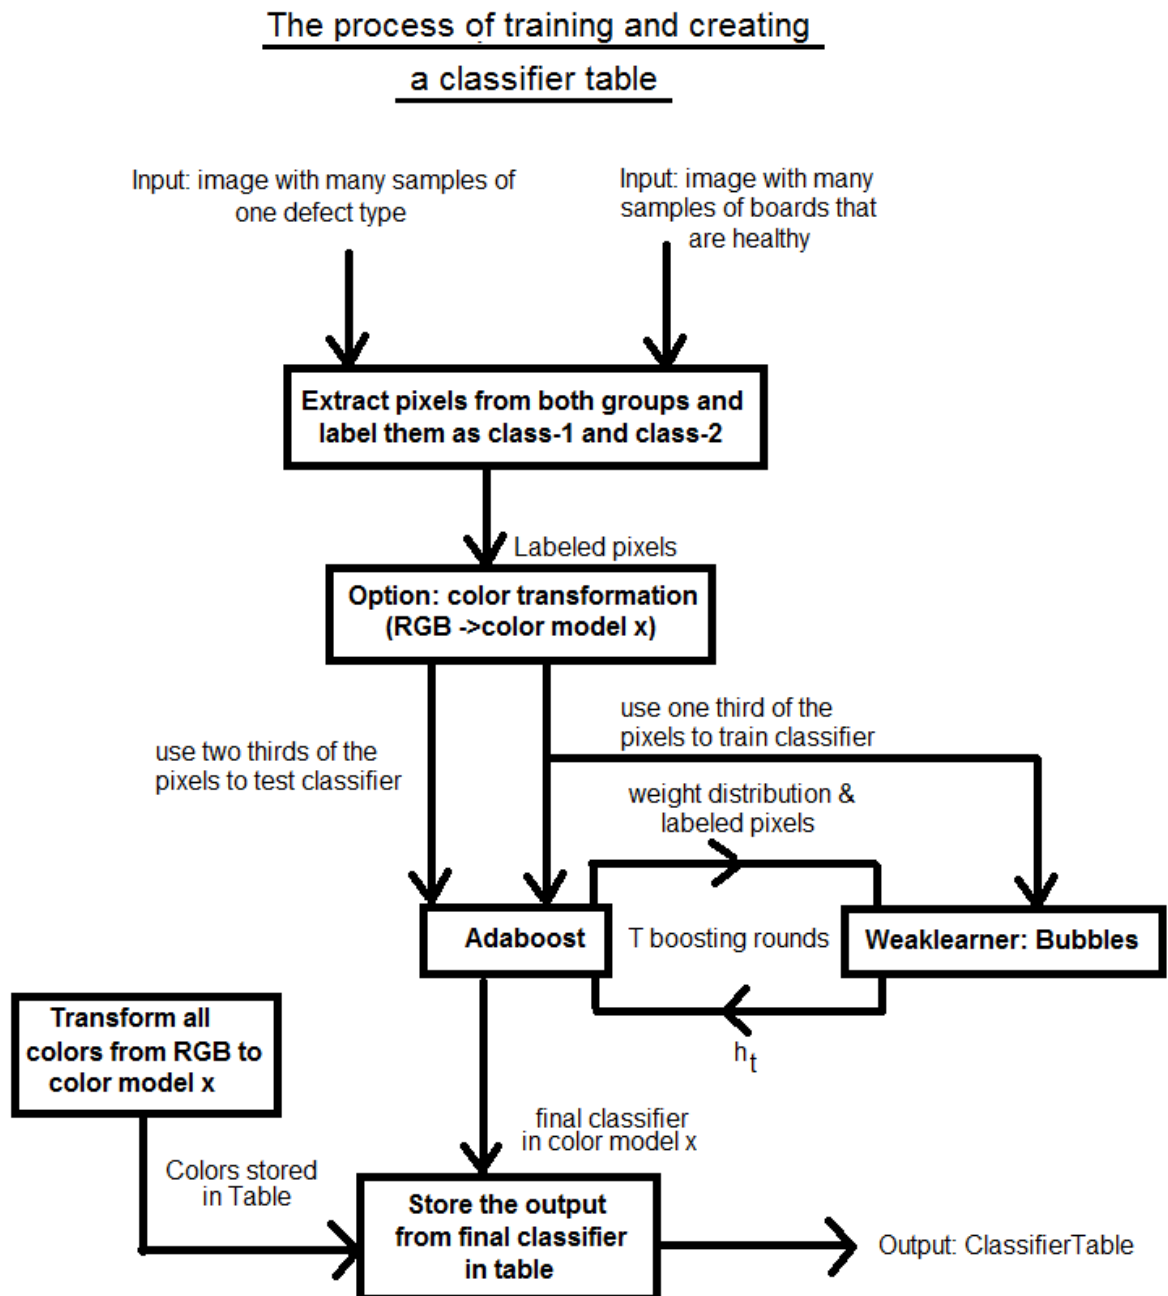 The process of training and creating
a classifier table
Input: image with many samples of
one defect type
Input: image with many
samples of boards that
are healthy
Extract pixels from both groups and
label them as class-1 and class-2
Labeled pixels
Option: color transformation
(RGB ->color model x)
use two thirds of the
pixels to test classifier
use one third of the
pixels to train classifier
weight distribution &
labeled pixels
Adaboost
T boosting rounds
Weaklearner: Bubbles
h_t
Transform all
colors from RGB to
color model x
final classifier
in color model x
Colors stored
in Table
Store the output
from final classifier
in table
Output: ClassifierTable